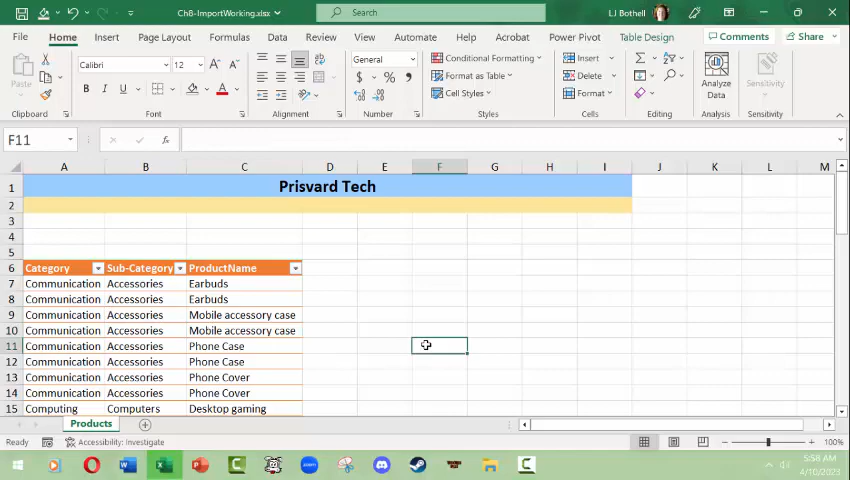 Ch8-ImportWorking.xlsx
Search
LJ Bothell
File Home Insert Page Layout Formulas Data Review View Automate Help Acrobat Power Pivot Table Design Comments Share
Calibri 12 General Conditional Formatting Insert
Paste B I U $ % Format as Table Delete Analyze Data Sensitivity
Cell Styles Format
Clipboard Font Alignment Number Styles Cells Editing Analysis Sensitivity
F11 fx
A B C D E F G H I J K L M
1 Prisvard Tech
2
3
4
5
6 Category Sub-Category ProductName
7 Communication Accessories Earbuds
8 Communication Accessories Earbuds
9 Communication Accessories Mobile accessory case
10 Communication Accessories Mobile accessory case
11 Communication Accessories Phone Case
12 Communication Accessories Phone Case
13 Communication Accessories Phone Cover
14 Communication Accessories Phone Cover
15 Computing Computers Desktop gaming
Products
Ready Accessibility: Investigate 100%
5:58 AM
4/10/2023